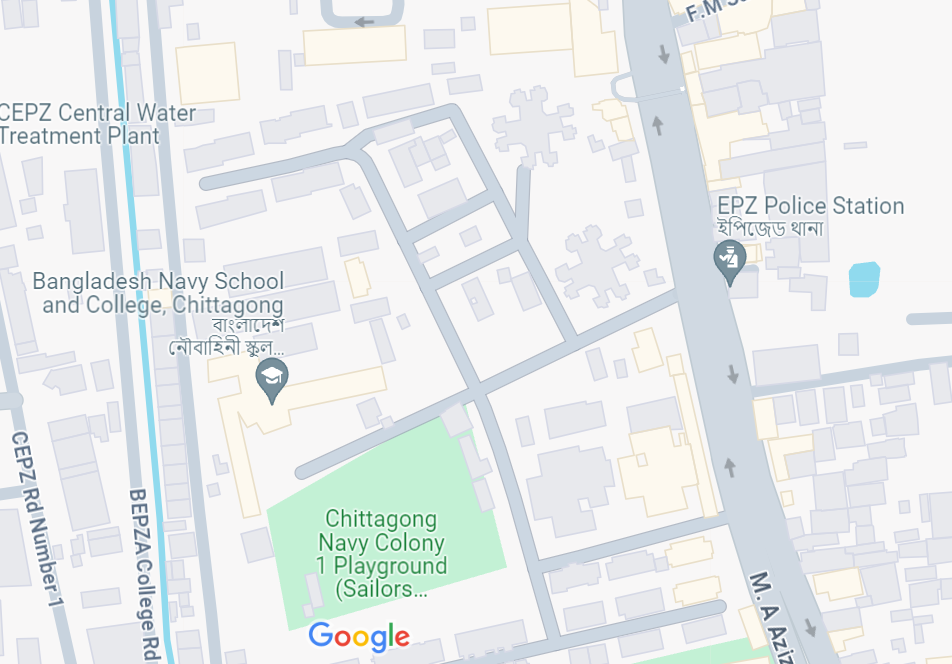 F.M
CEPZ Central Water
Treatment Plant
EPZ Police Station
ইপিজেড থানা
Bangladesh Navy School
and College, Chittagong
বাংলাদেশ
নৌবাহিনী স্কুল...
CEPZ Rd Number 1
BEPZA College Rd
Chittagong
Navy Colony
1 Playground
(Sailors...
Google
M. A Aziz